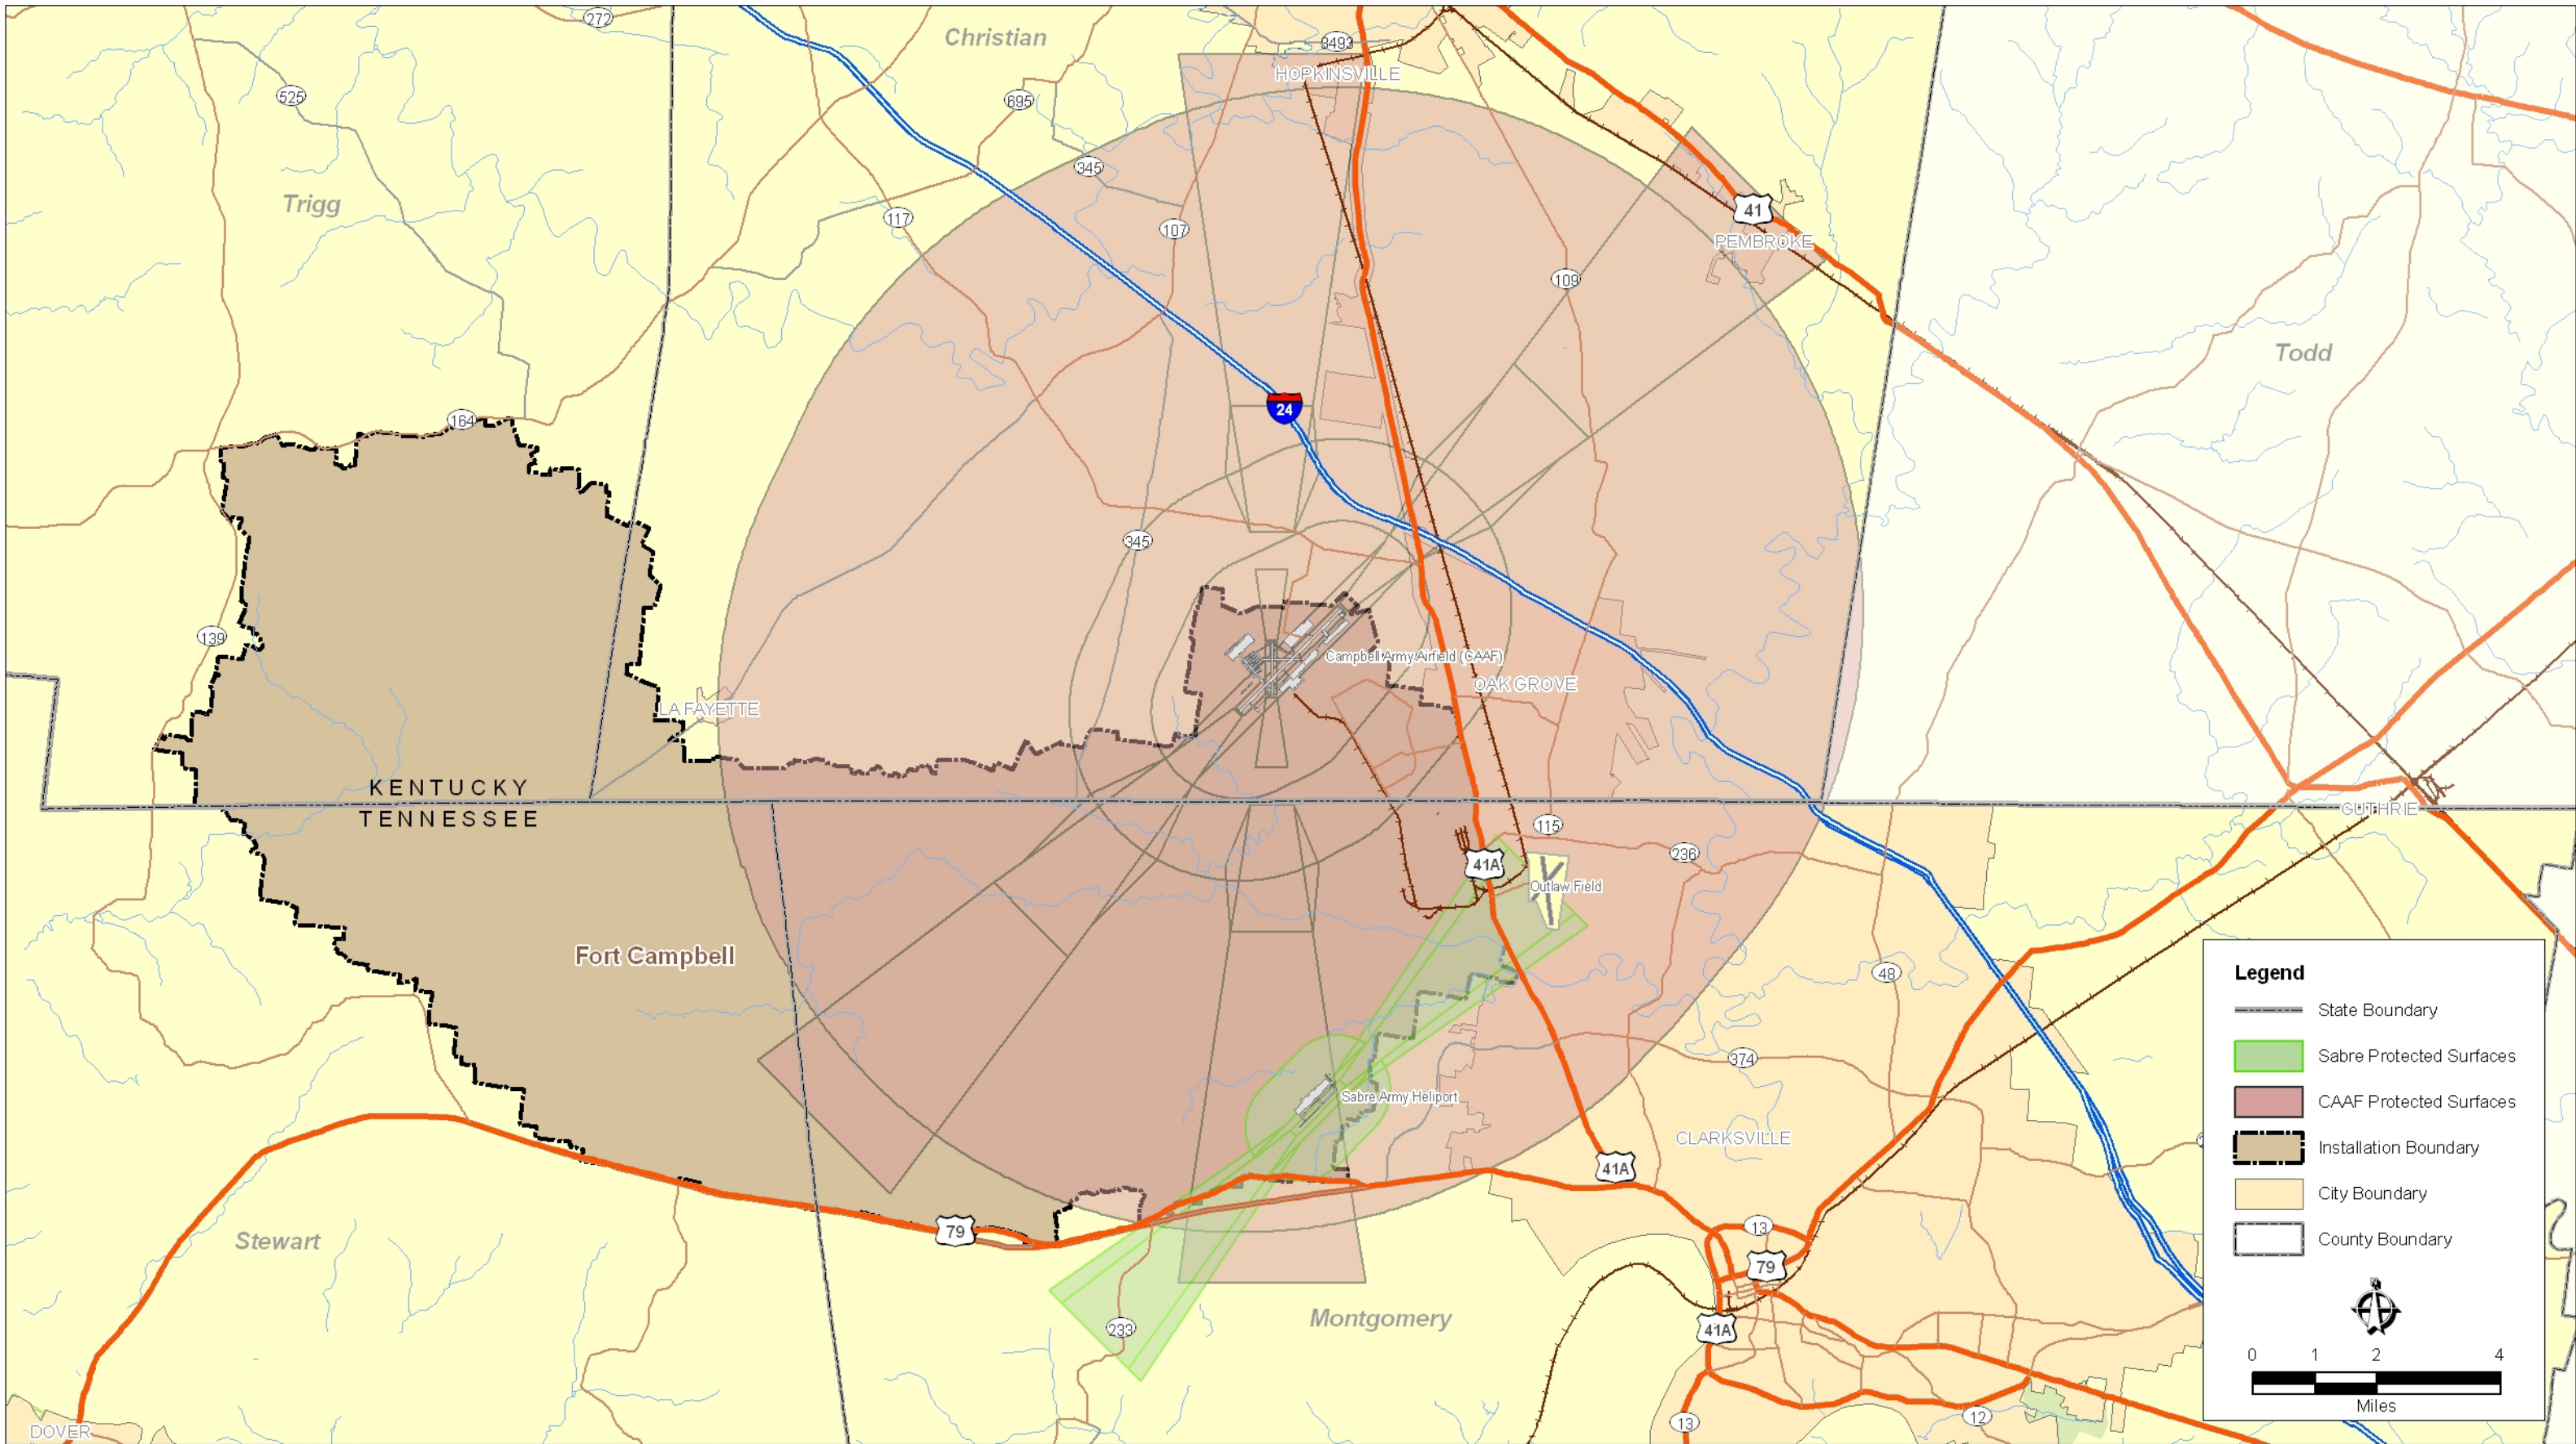 272
Christian
3493
HOPKINSVILLE
525
695
345
Trigg
117
107
41
PEMBROKE
109
Todd
24
164
345
139
Campbell Army Airfield (CAAF)
OAK GROVE
LA FAYETTE
KENTUCKY
TENNESSEE
GUTHRIE
115
236
41A
Outlaw Field
Fort Campbell
48
374
Sabre Army Heliport
CLARKSVILLE
41A
79
13
Stewart
79
Montgomery
233
41A
13
12
DOVER
Legend
State Boundary
Sabre Protected Surfaces
CAAF Protected Surfaces
Installation Boundary
City Boundary
County Boundary
0 1 2 4
Miles